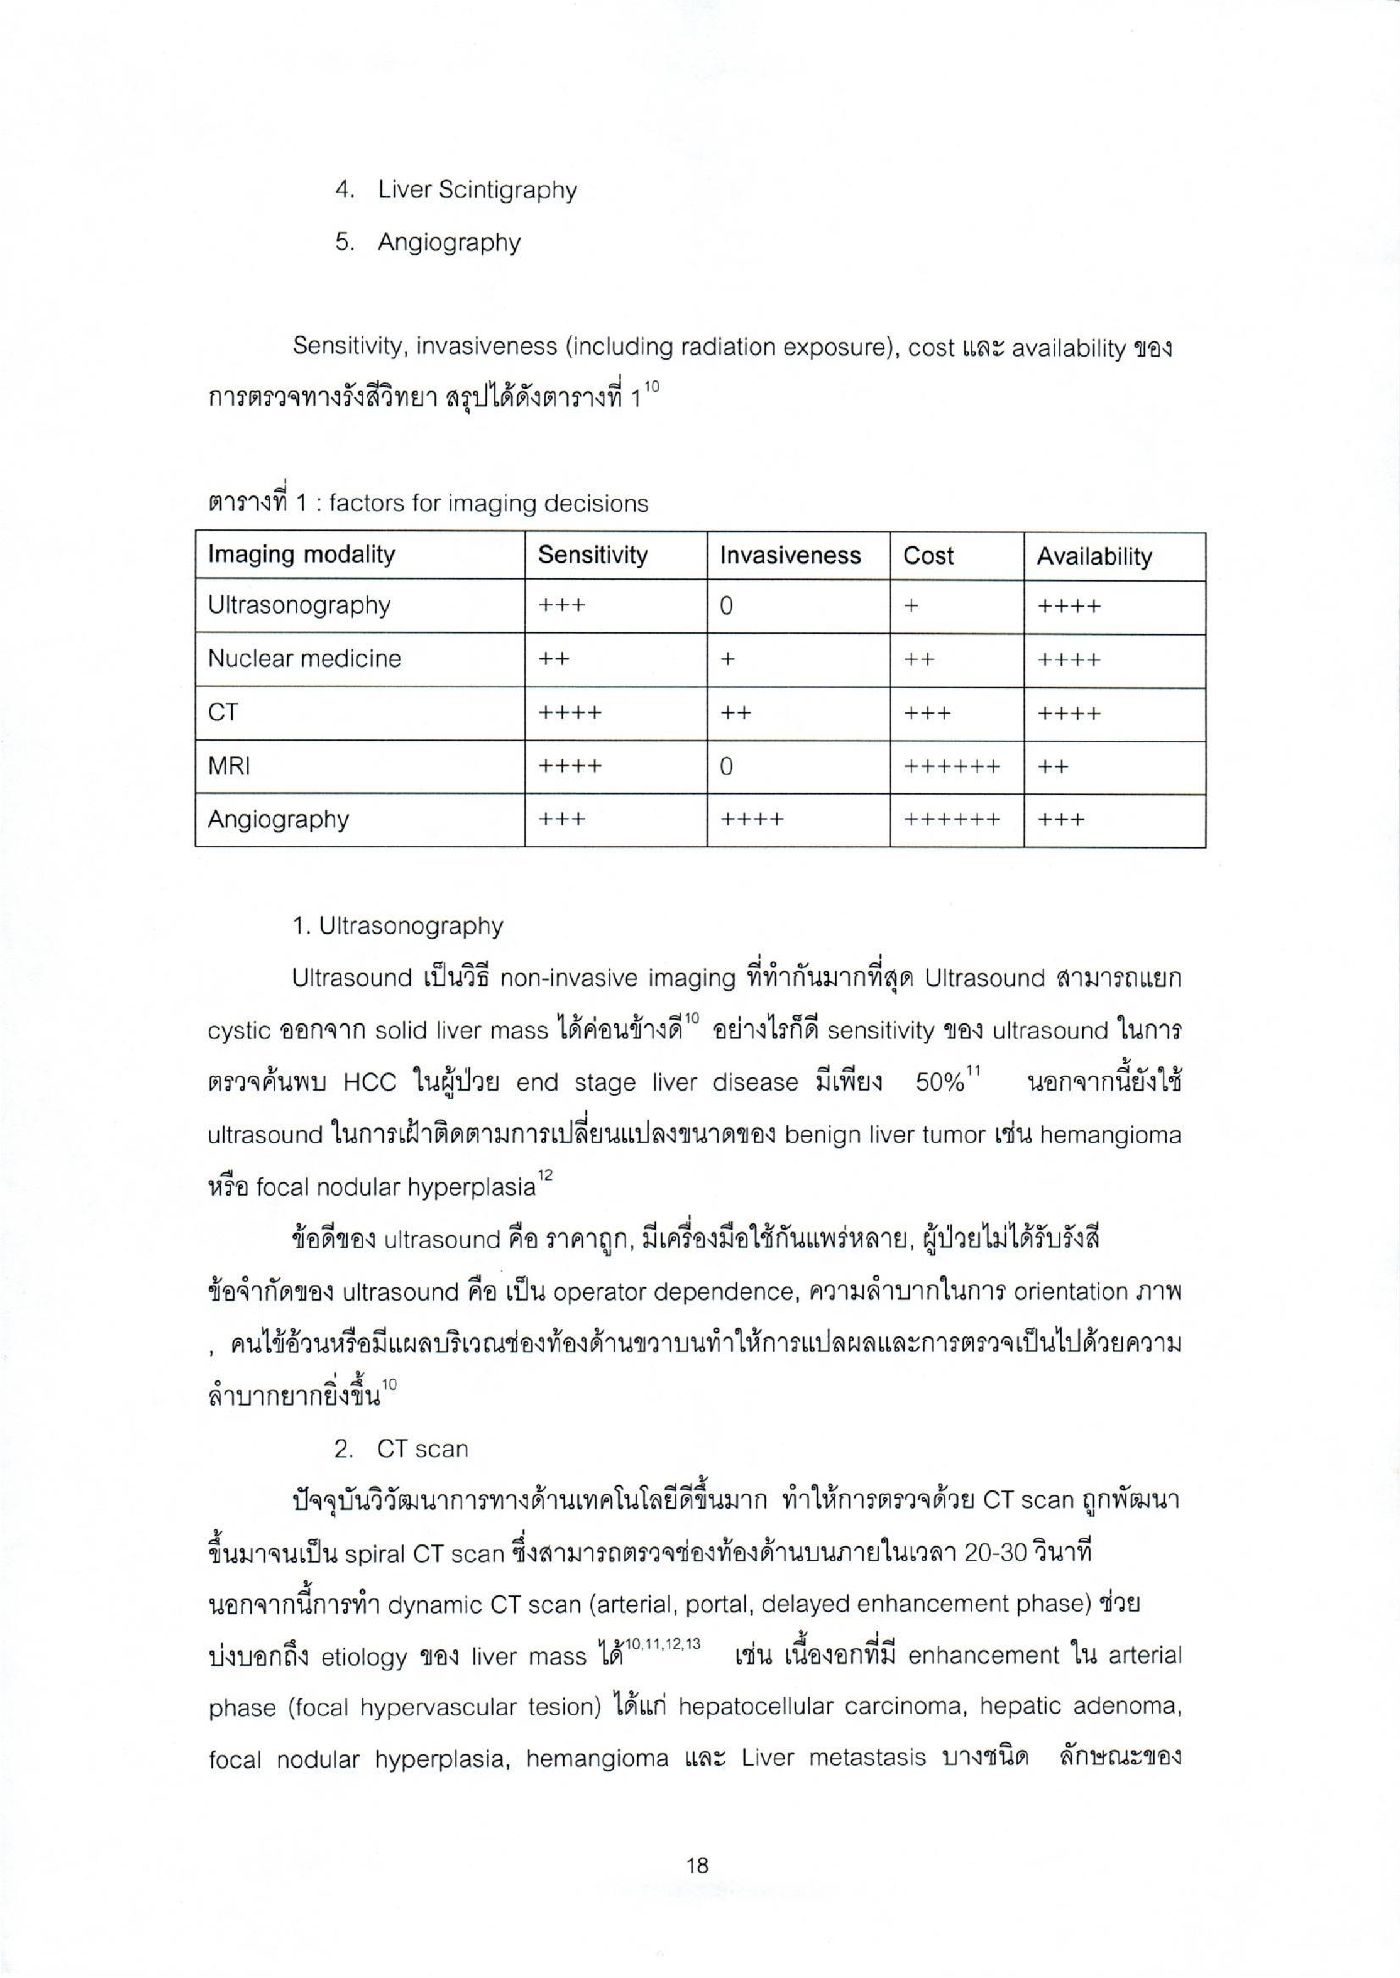 4. Liver Scintigraphy
5. Angiography
Sensitivity, invasiveness (including radiation exposure), cost และ availability ของ
การตรวจทางรังสีวิทยา สรุปได้ดังตารางที่ 1¹⁰
ตารางที่ 1 : factors for imaging decisions
Imaging modality Sensitivity Invasiveness Cost Availability
Ultrasonography +++ 0 + ++++
Nuclear medicine ++ + ++ ++++
CT ++++ ++ +++ ++++
MRI ++++ 0 ++++++ ++
Angiography +++ ++++ ++++++ +++
1. Ultrasonography
Ultrasound เป็นวิธี non-invasive imaging ที่ทำกันมากที่สุด Ultrasound สามารถแยก
cystic ออกจาก solid liver mass ได้ค่อนข้างดี¹⁰ อย่างไรก็ดี sensitivity ของ ultrasound ในการ
ตรวจค้นพบ HCC ในผู้ป่วย end stage liver disease มีเพียง 50%¹¹ นอกจากนี้ยังใช้
ultrasound ในการเฝ้าติดตามการเปลี่ยนแปลงขนาดของ benign liver tumor เช่น hemangioma
หรือ focal nodular hyperplasia¹²
ข้อดีของ ultrasound คือ ราคาถูก, มีเครื่องมือใช้กันแพร่หลาย, ผู้ป่วยไม่ได้รับรังสี
ข้อจำกัดของ ultrasound คือ เป็น operator dependence, ความลำบากในการ orientation ภาพ
, คนไข้อ้วนหรือมีแผลบริเวณช่องท้องด้านขวาบนทำให้การแปลผลและการตรวจเป็นไปด้วยความ
ลำบากยากยิ่งขึ้น¹⁰
2. CT scan
ปัจจุบันวิวัฒนาการทางด้านเทคโนโลยีดีขึ้นมาก ทำให้การตรวจด้วย CT scan ถูกพัฒนา
ขึ้นมาจนเป็น spiral CT scan ซึ่งสามารถตรวจช่องท้องด้านบนภายในเวลา 20-30 วินาที
นอกจากนี้การทำ dynamic CT scan (arterial, portal, delayed enhancement phase) ช่วย
บ่งบอกถึง etiology ของ liver mass ได้¹⁰,¹¹,¹²,¹³ เช่น เนื้องอกที่มี enhancement ใน arterial
phase (focal hypervascular tesion) ได้แก่ hepatocellular carcinoma, hepatic adenoma,
focal nodular hyperplasia, hemangioma และ Liver metastasis บางชนิด ลักษณะของ
18